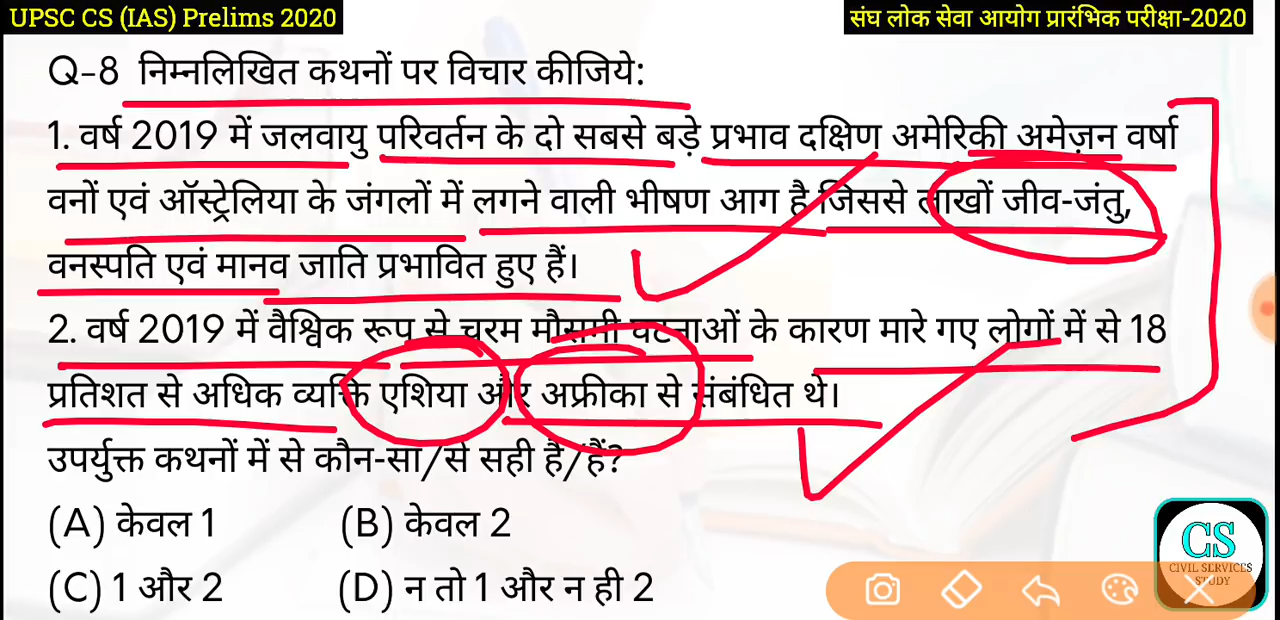 UPSC CS (IAS) Prelims 2020
संघ लोक सेवा आयोग प्रारंभिक परीक्षा-2020
Q-8 निम्नलिखित कथनों पर विचार कीजिये:
1. वर्ष 2019 में जलवायु परिवर्तन के दो सबसे बड़े प्रभाव दक्षिण अमेरिकी अमेज़न वर्षा
वनों एवं ऑस्ट्रेलिया के जंगलों में लगने वाली भीषण आग है जिससे लाखों जीव-जंतु,
वनस्पति एवं मानव जाति प्रभावित हुए हैं।
2. वर्ष 2019 में वैश्विक रूप से चरम मौसमी घटनाओं के कारण मारे गए लोगों में से 18
प्रतिशत से अधिक व्यक्ति एशिया और अफ्रीका से संबंधित थे।
उपर्युक्त कथनों में से कौन-सा/से सही है/हैं?
(A) केवल 1 (B) केवल 2
(C) 1 और 2 (D) न तो 1 और न ही 2
CS
CIVIL SERVICES
STUDY